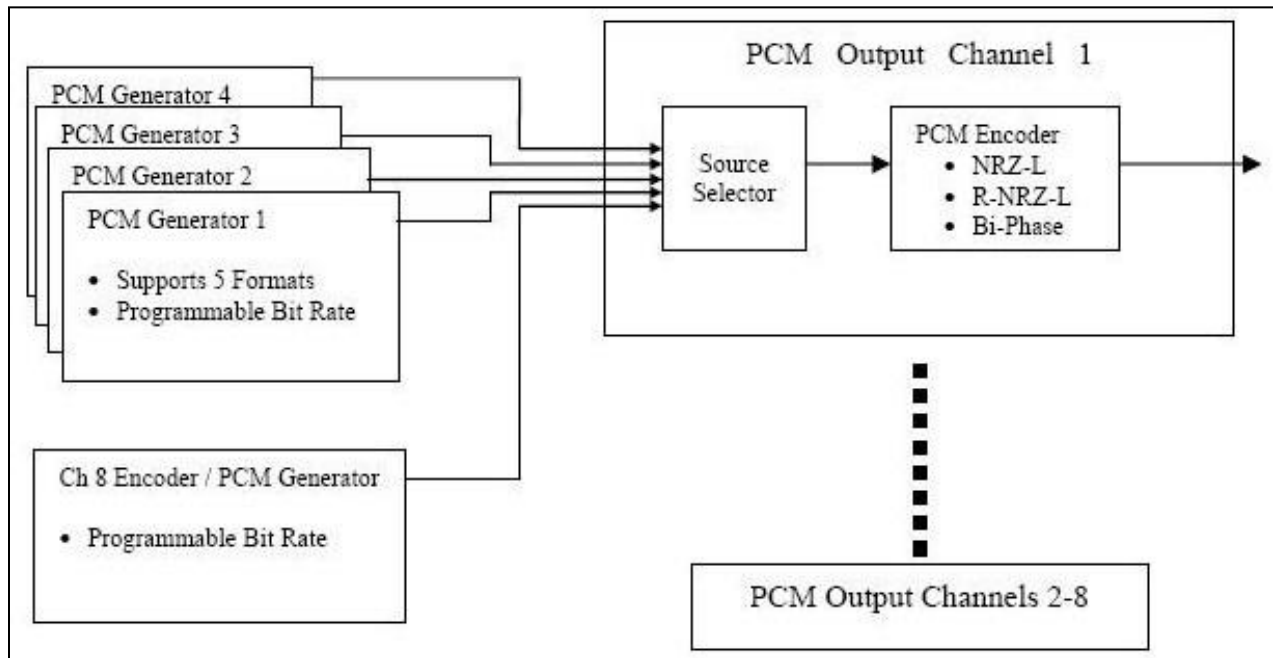 PCM Generator 4
PCM Generator 3
PCM Generator 2
PCM Generator 1
• Supports 5 Formats
• Programmable Bit Rate
Ch 8 Encoder / PCM Generator
• Programmable Bit Rate
PCM Output Channel 1
Source
Selector
PCM Encoder
• NRZ-L
• R-NRZ-L
• Bi-Phase
PCM Output Channels 2-8